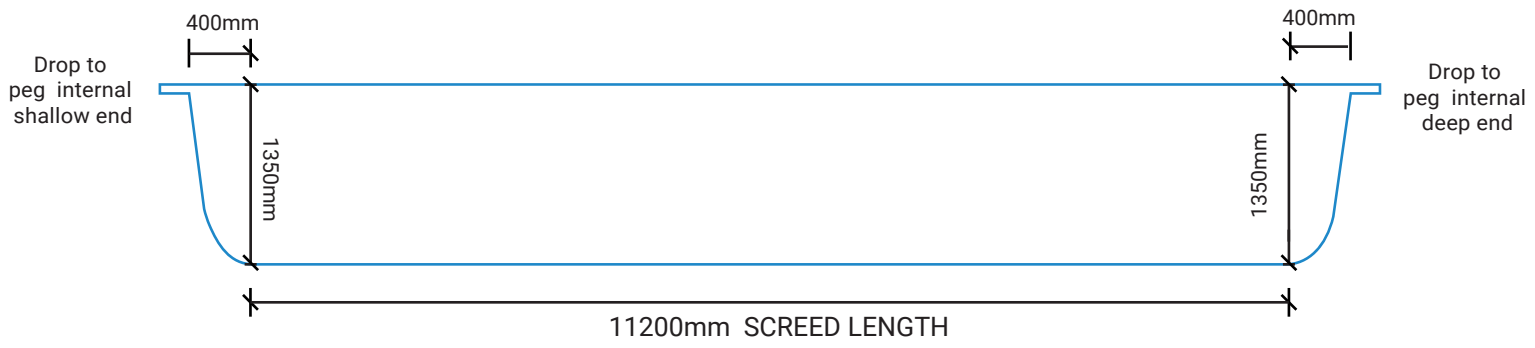 400mm
400mm
Drop to
peg internal
shallow end
Drop to
peg internal
deep end
1350mm
1350mm
11200mm SCREED LENGTH